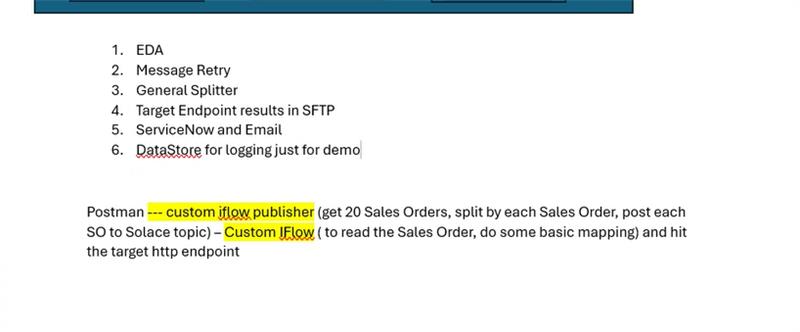 1. EDA
2. Message Retry
3. General Splitter
4. Target Endpoint results in SFTP
5. ServiceNow and Email
6. DataStore for logging just for demo
Postman --- custom iflow publisher (get 20 Sales Orders, split by each Sales Order, post each
SO to Solace topic) – Custom IFlow ( to read the Sales Order, do some basic mapping) and hit
the target http endpoint